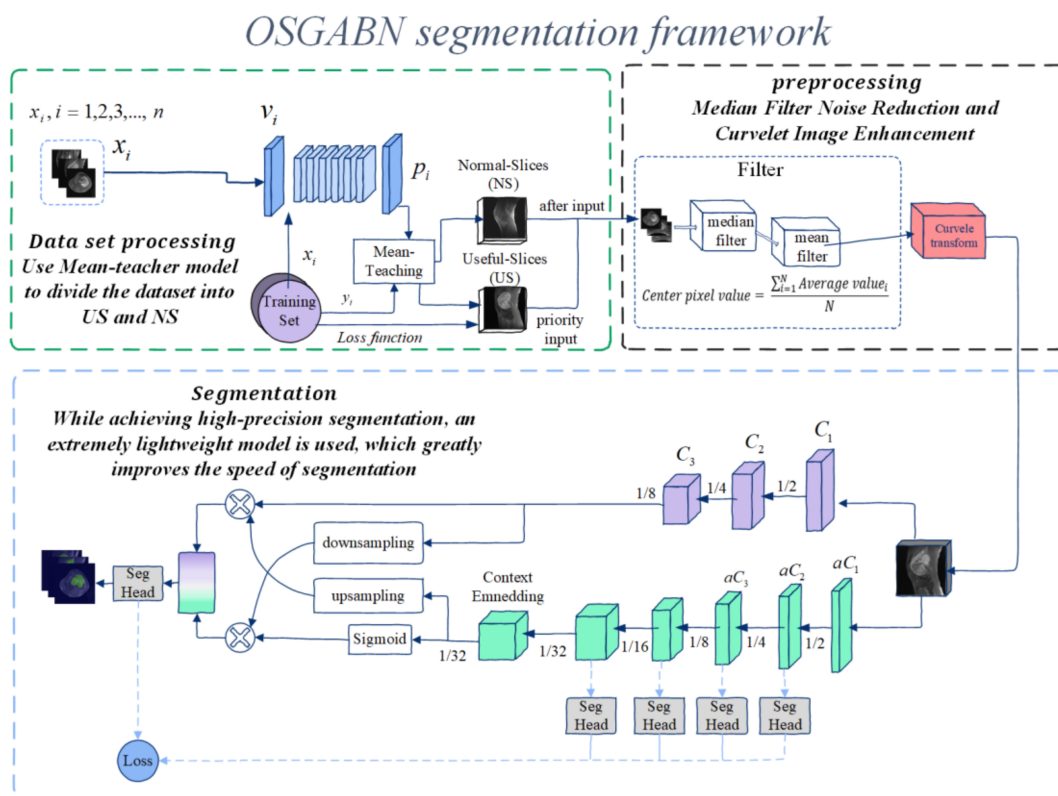 OSGABN segmentation framework
x_i, i = 1,2,3,..., n
x_i
v_i
p_i
Data set processing
Use Mean-teacher model
to divide the dataset into
US and NS
x_i
Training
Set
y_i
Loss function
Mean-
Teaching
Normal-Slices
(NS)
after input
Useful-Slices
(US)
priority
input
preprocessing
Median Filter Noise Reduction and
Curvelet Image Enhancement
Filter
median
filter
mean
filter
Curvele
transform
Center pixel value = \frac{\sum_{i=1}^{N} Average value_i}{N}
Segmentation
While achieving high-precision segmentation, an
extremely lightweight model is used, which greatly
improves the speed of segmentation
C_3
C_2
C_1
1/8
1/4
1/2
downsampling
upsampling
Sigmoid
Context
Emnedding
aC_3
aC_2
aC_1
1/32
1/32
1/16
1/8
1/4
1/2
Seg
Head
Seg
Head
Seg
Head
Seg
Head
Seg
Head
Loss